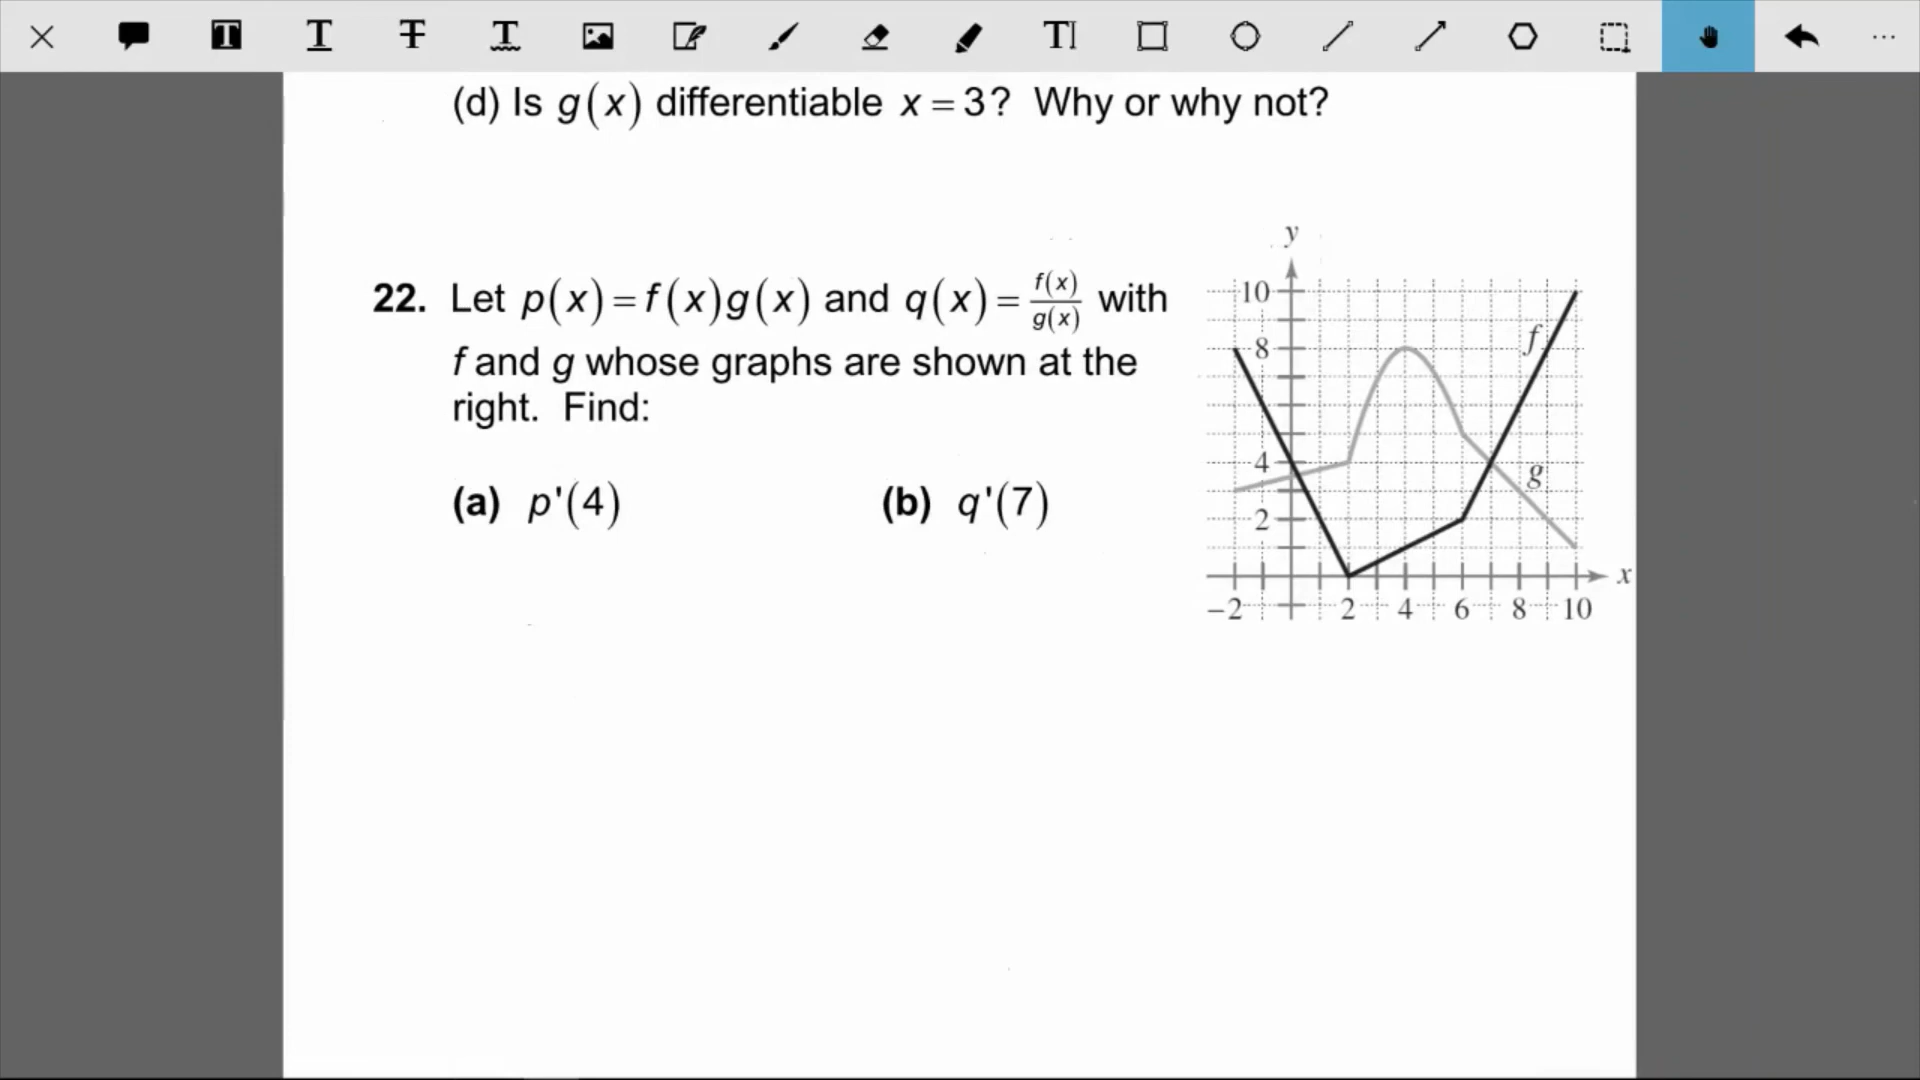 (d) Is g(x) differentiable x = 3? Why or why not?
22. Let p(x) = f(x)g(x) and q(x) = f(x)/g(x) with
f and g whose graphs are shown at the
right. Find:
(a) p'(4) (b) q'(7)
y
10
8
4
2
f
g
x
−2 2 4 6 8 10